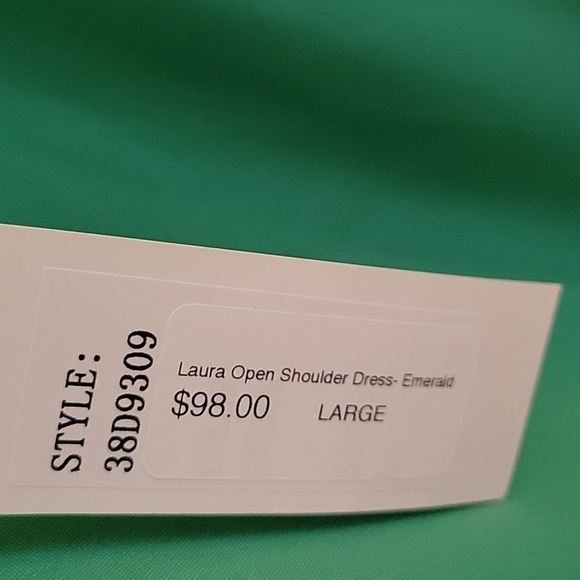 STYLE:
38D9309
Laura Open Shoulder Dress- Emerald
$98.00 LARGE